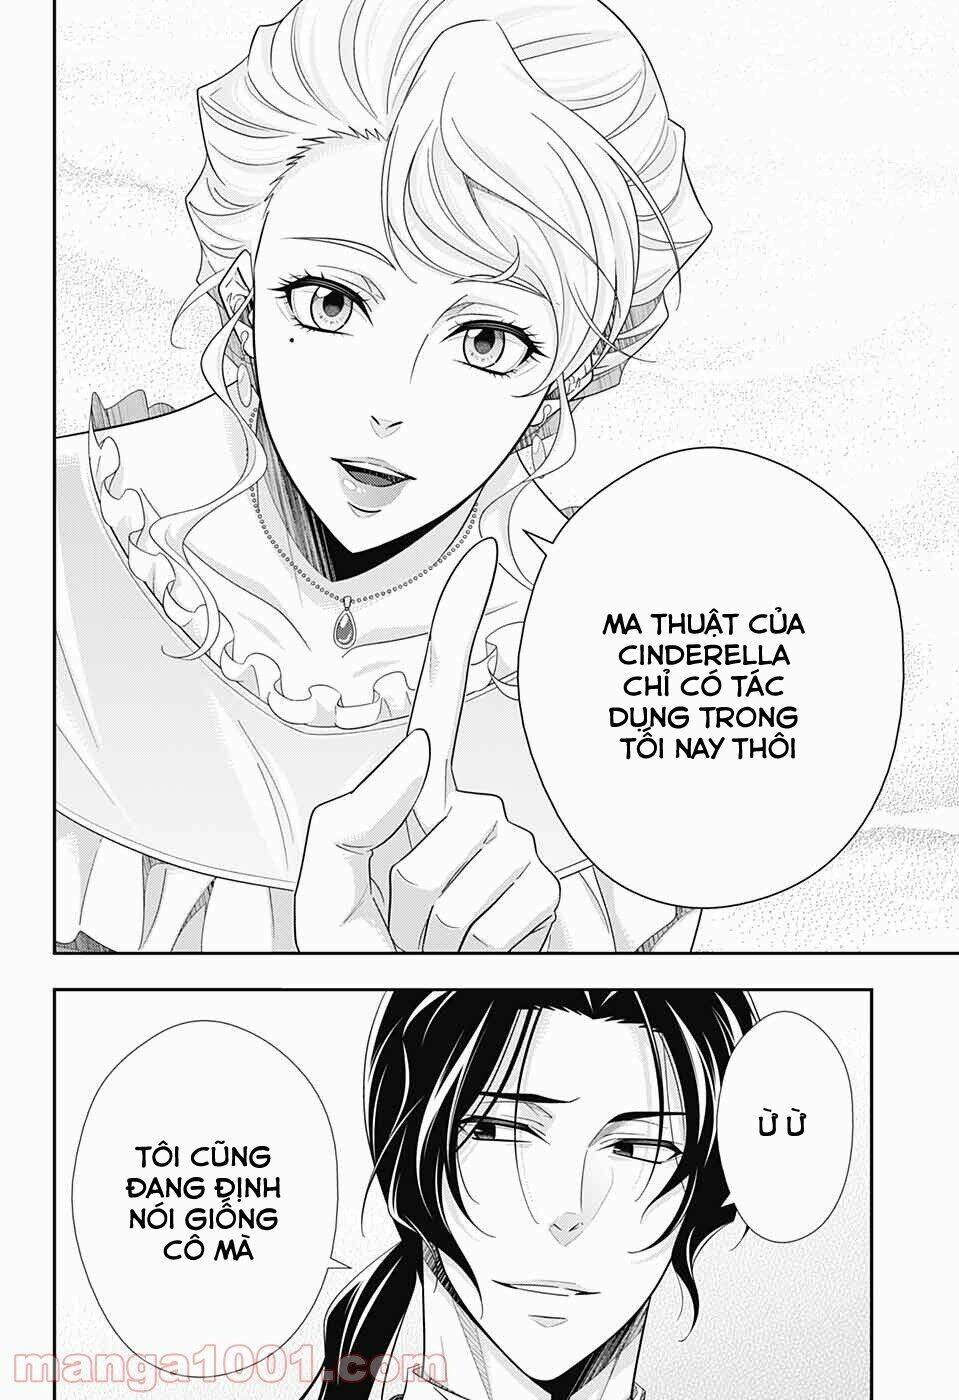 MA THUẬT CỦA
CINDERELLA
CHỈ CÓ TÁC
DỤNG TRONG
TỐI NAY THÔI
Ừ Ừ
TÔI CŨNG
ĐANG ĐỊNH
NÓI GIỐNG
CÔ MÀ
manga1001.com